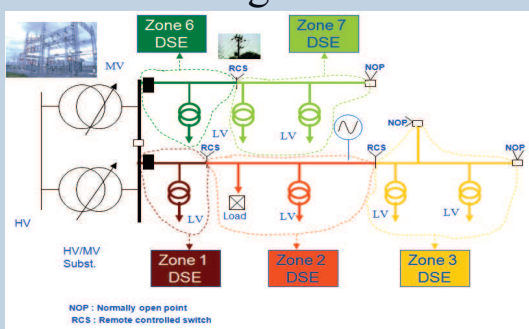 Zone 6
DSE
Zone 7
DSE
MV
RCS
NOP
LV
LV
LV
RCS
RCS
NOP
NOP
LV
Load
LV
LV
LV
HV
HV/MV
Subst.
Zone 1
DSE
Zone 2
DSE
Zone 3
DSE
NOP : Normally open point
RCS : Remote controlled switch